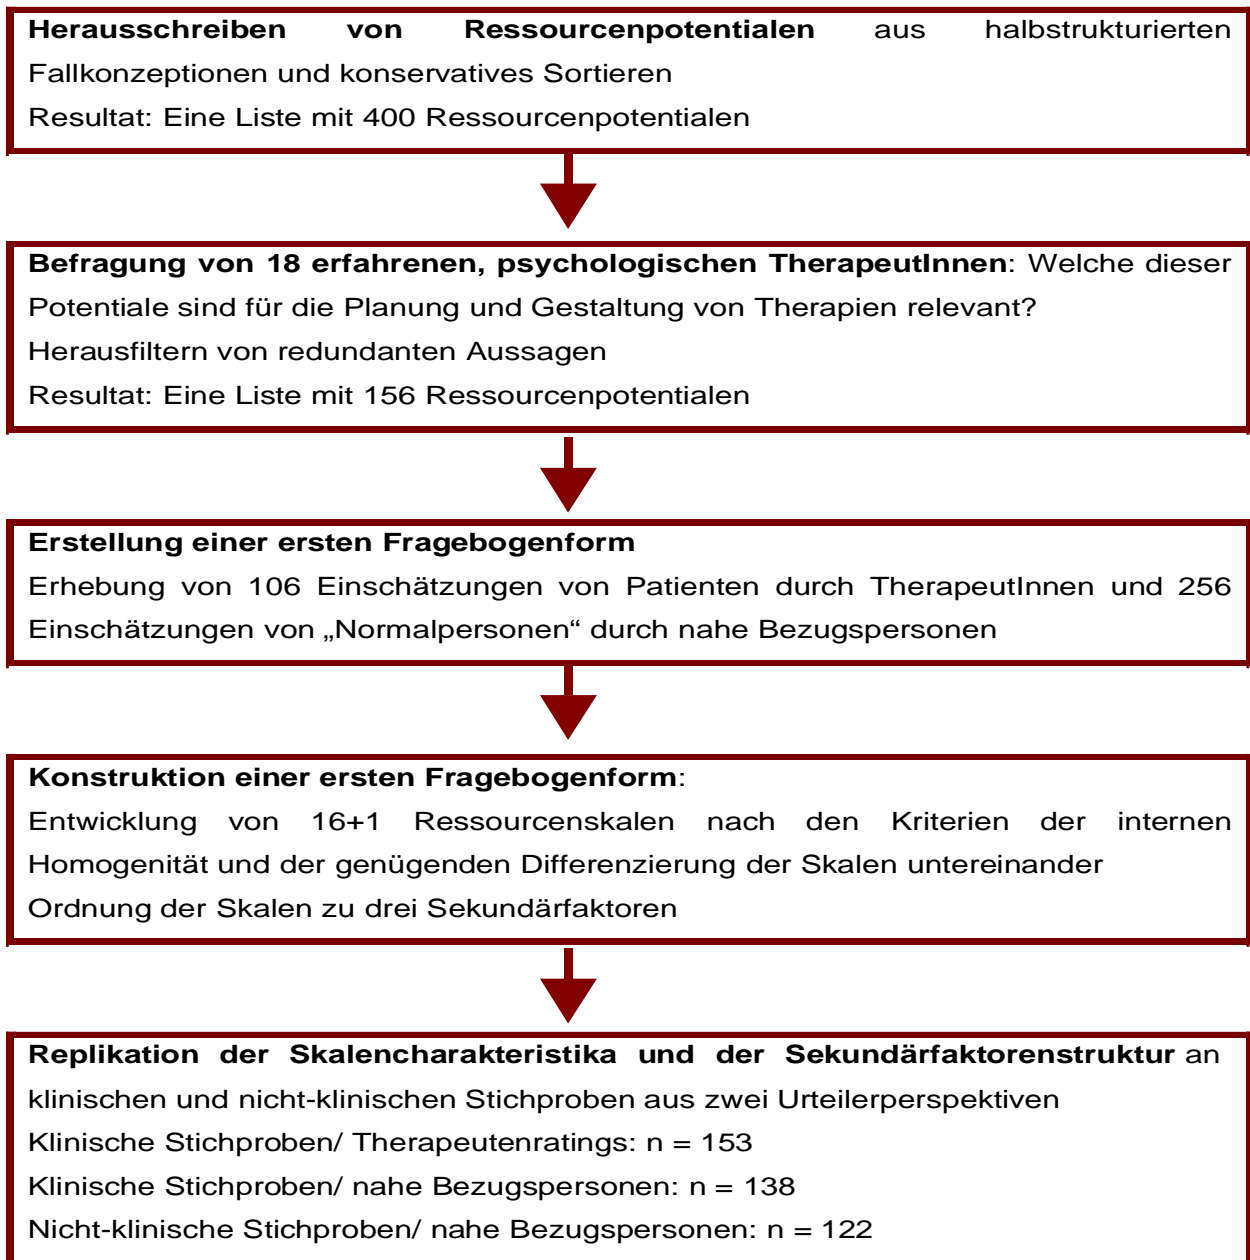 Herausschreiben von Ressourcenpotentialen aus halbstrukturierten
Fallkonzeptionen und konservatives Sortieren
Resultat: Eine Liste mit 400 Ressourcenpotentialen
Befragung von 18 erfahrenen, psychologischen TherapeutInnen: Welche dieser
Potentiale sind für die Planung und Gestaltung von Therapien relevant?
Herausfiltern von redundanten Aussagen
Resultat: Eine Liste mit 156 Ressourcenpotentialen
Erstellung einer ersten Fragebogenform
Erhebung von 106 Einschätzungen von Patienten durch TherapeutInnen und 256
Einschätzungen von „Normalpersonen“ durch nahe Bezugspersonen
Konstruktion einer ersten Fragebogenform:
Entwicklung von 16+1 Ressourcenskalen nach den Kriterien der internen
Homogenität und der genügenden Differenzierung der Skalen untereinander
Ordnung der Skalen zu drei Sekundärfaktoren
Replikation der Skalencharakteristika und der Sekundärfaktorenstruktur an
klinischen und nicht-klinischen Stichproben aus zwei Urteilerperspektiven
Klinische Stichproben/ Therapeutenratings: n = 153
Klinische Stichproben/ nahe Bezugspersonen: n = 138
Nicht-klinische Stichproben/ nahe Bezugspersonen: n = 122